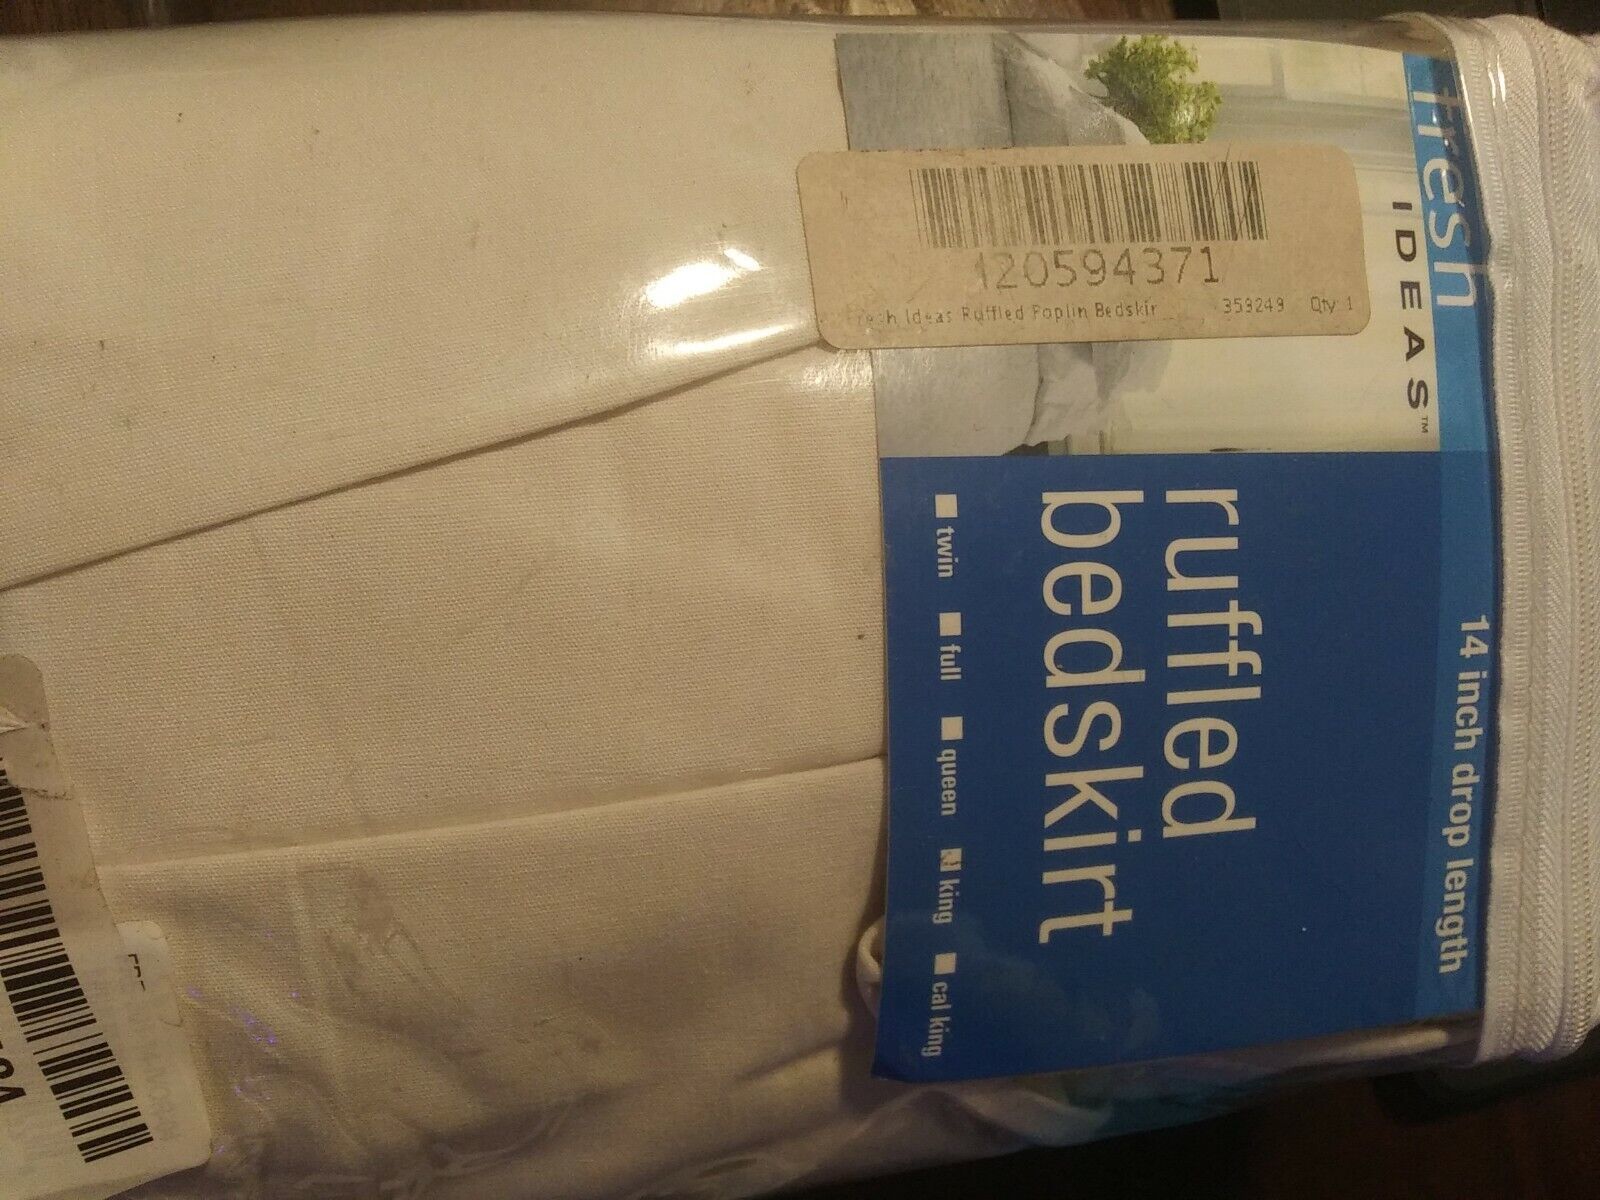 fresh
IDEAS™
14 inch drop length
ruffled
bedskirt
twin full queen king cal king
120594371
Fresh Ideas Ruffled Poplin Bedskir 359249 Qty 1